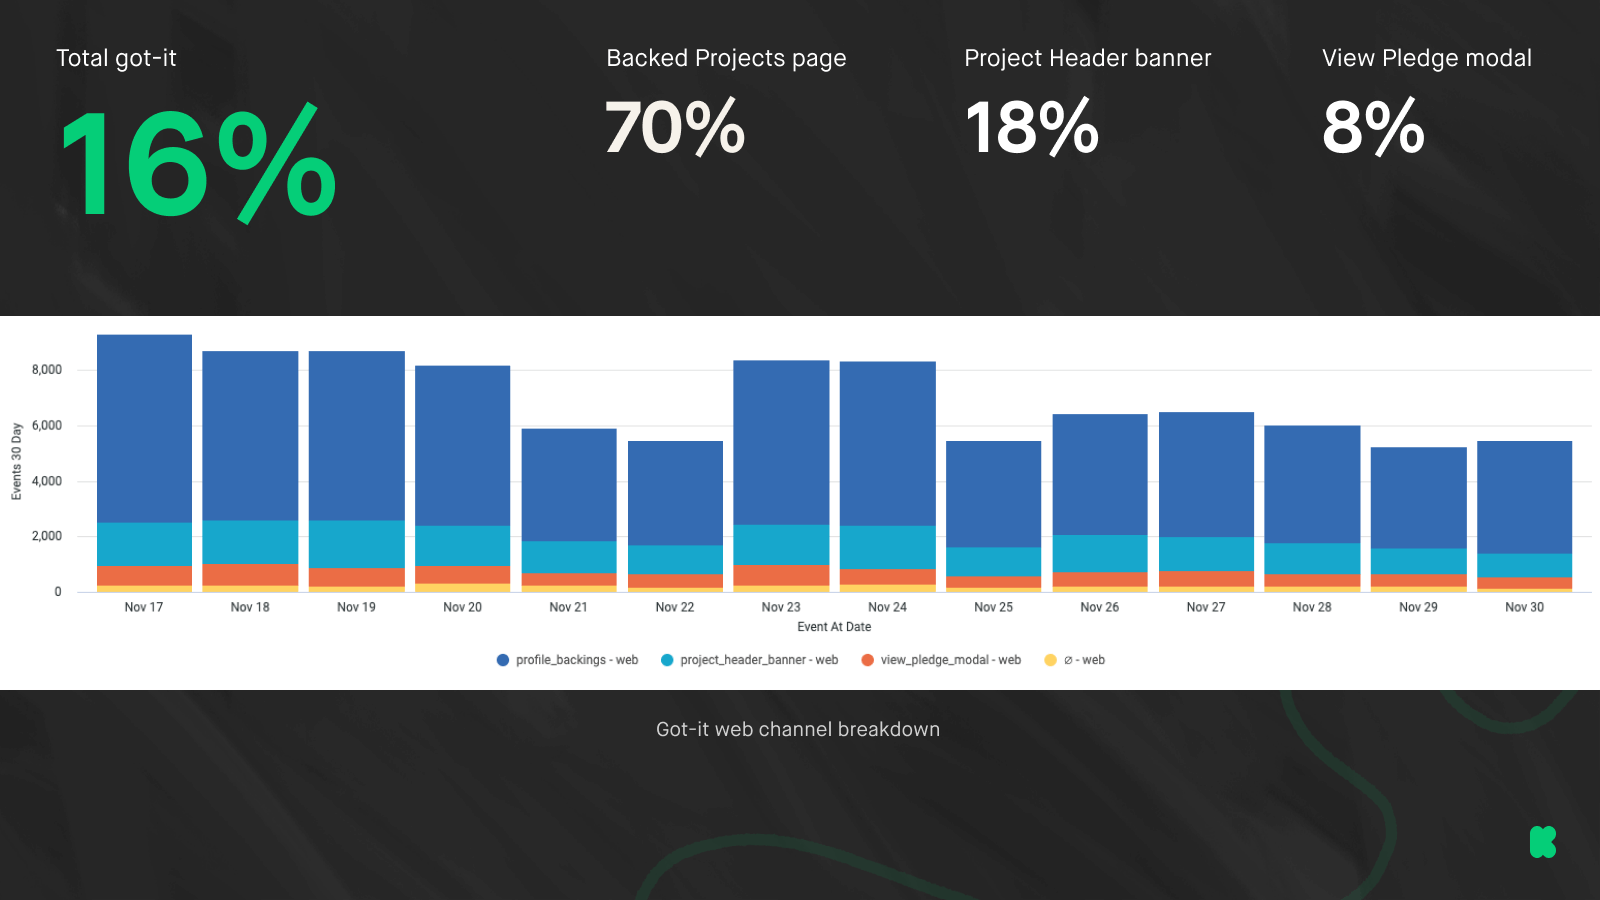 Total got-it
16%
Backed Projects page
70%
Project Header banner
18%
View Pledge modal
8%
Events 30 Day
8,000
6,000
4,000
2,000
0
Nov 17 Nov 18 Nov 19 Nov 20 Nov 21 Nov 22 Nov 23 Nov 24 Nov 25 Nov 26 Nov 27 Nov 28 Nov 29 Nov 30
Event At Date
profile_backings - web project_header_banner - web view_pledge_modal - web ∅ - web
Got-it web channel breakdown
K